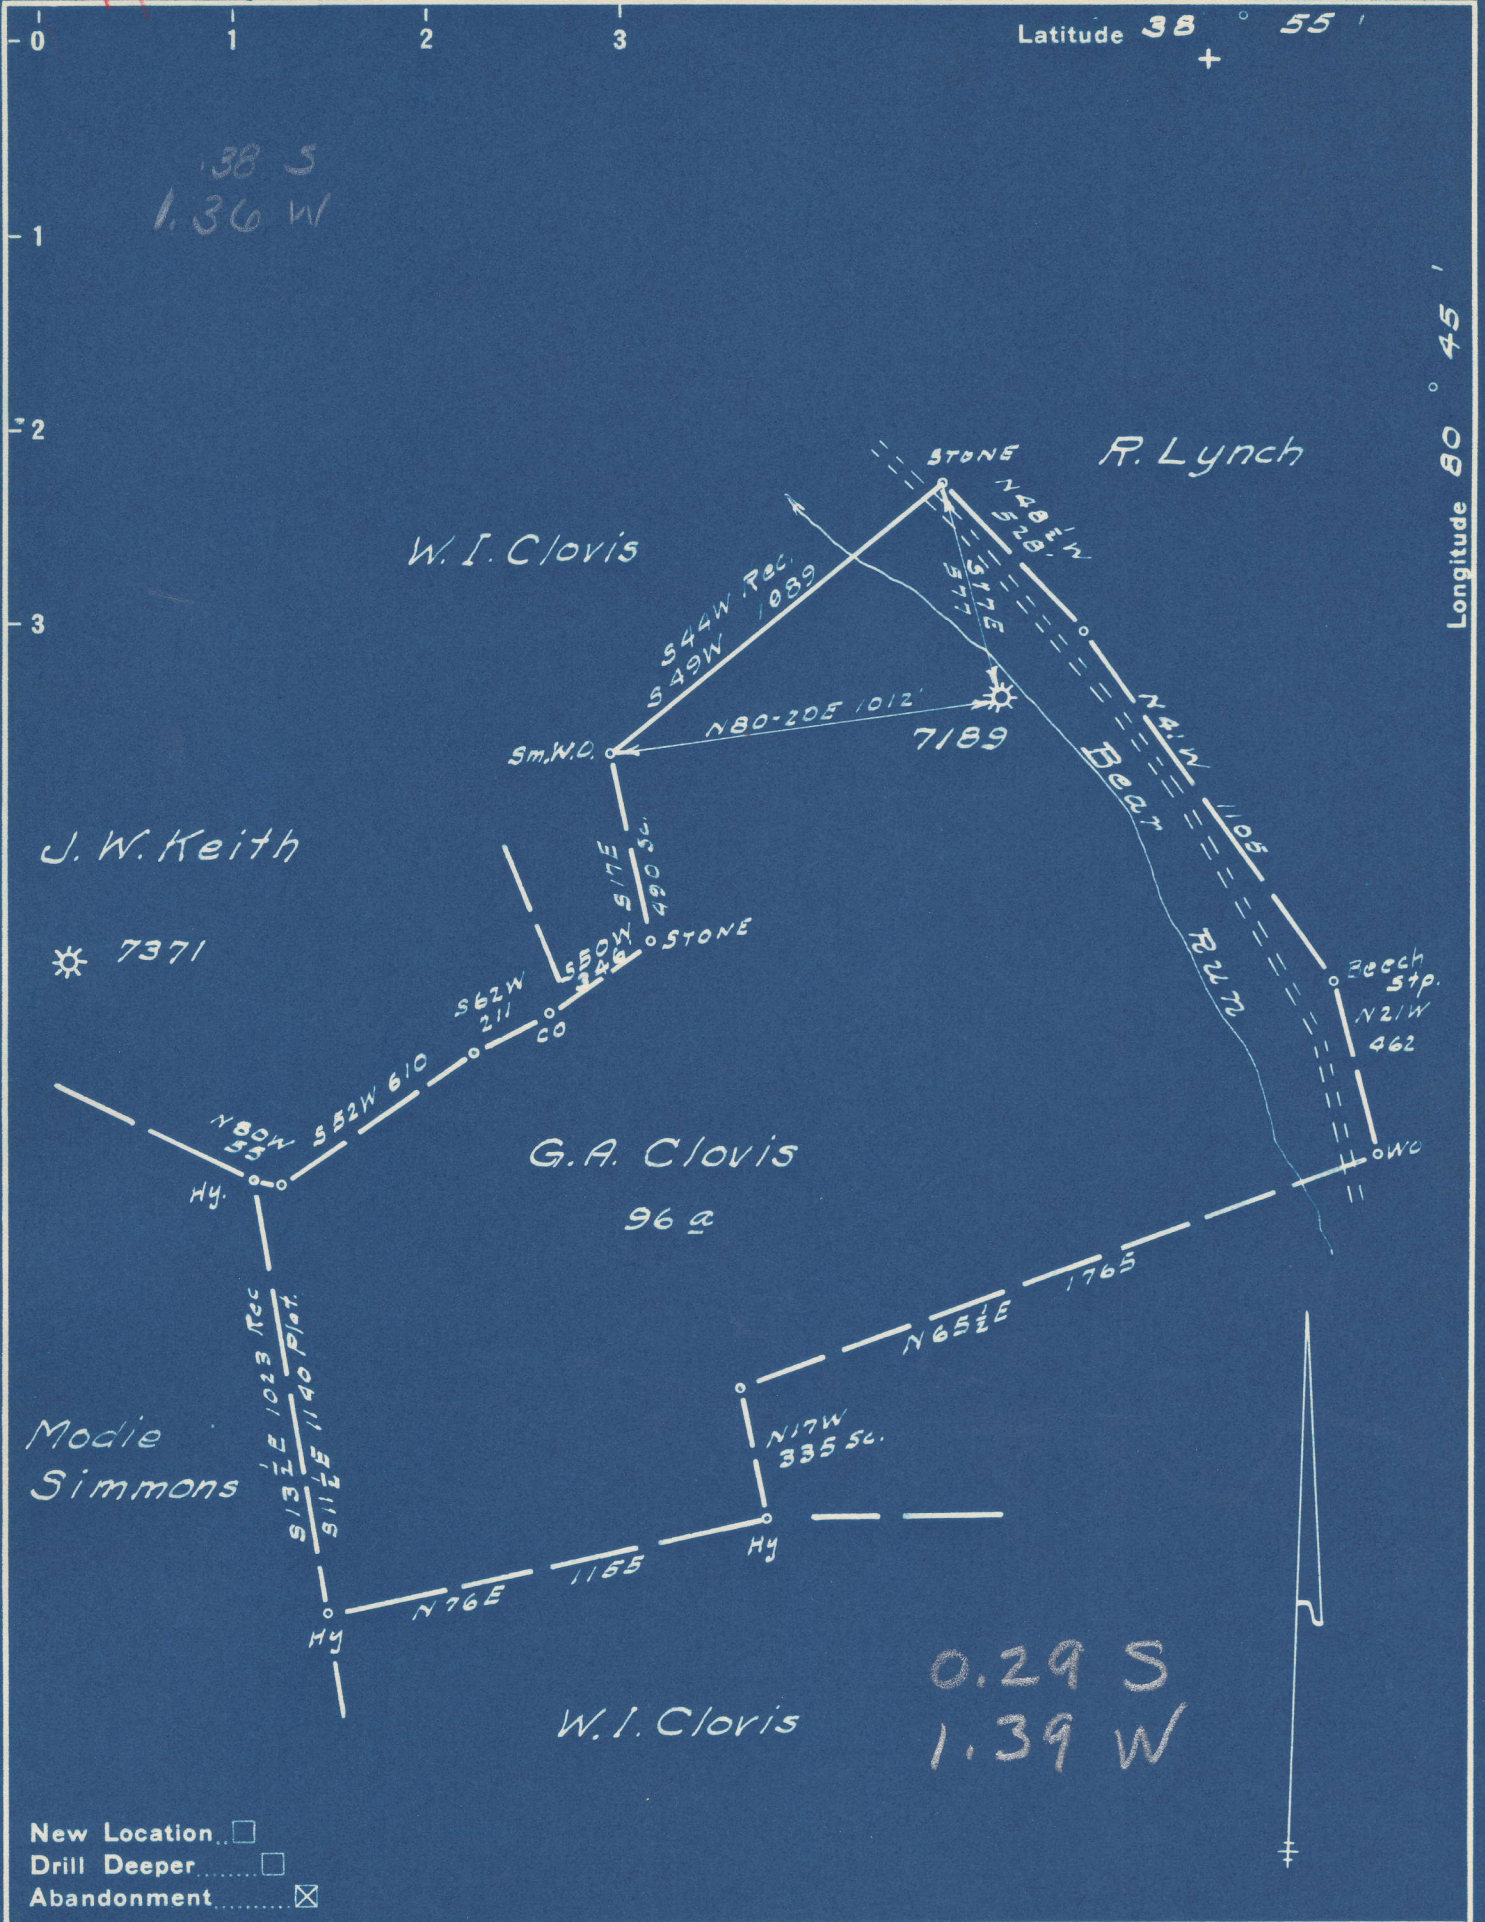 0 1 2 3
Latitude 38 ° 55 '
.38 S
1.36 W
1
2
3
Longitude 80 ° 45 '
STONE
R. Lynch
W. I. Clovis
N48½W
528'
S44W Rec.
S49W 1089
S17E
577
N80-20E 1012'
Sm.W.O.
7189
N41W 1105
Bear Run
J. W. Keith
S17E
490 Sc.
7371
S50W
346
STONE
S62W
211
CO
Beech
Stp.
N21W
462
S52W 610
N80W
55
Hy.
G.A. Clovis
96 a
WO
N65½E 1765
S13½E 1023 Rec
S11½E 1140 Plot.
Modie
Simmons
N17W
335 Sc.
Hy
N76E 1155
Hy
0.29 S
1.39 W
W. I. Clovis
New Location
Drill Deeper
Abandonment ☒